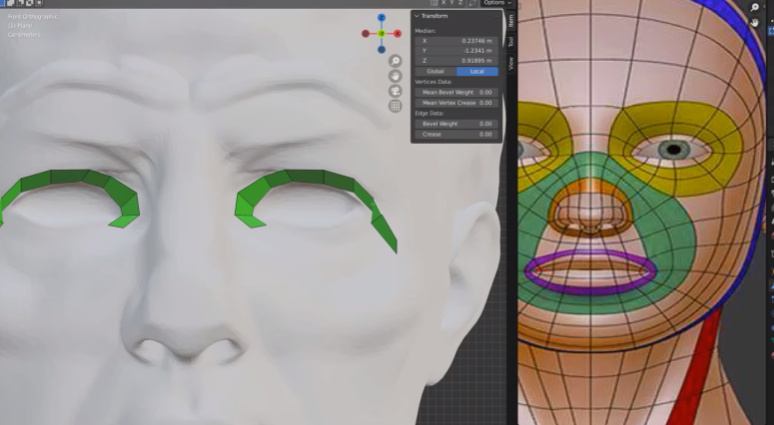 Options
Front Orthographic
(1) Plane
Centimeters
Transform
Median:
X 0.23746 m
Y -1.2341 m
Z 0.91895 m
Global Local
Vertices Data:
Mean Bevel Weight 0.00
Mean Vertex Crease 0.00
Edge Data:
Bevel Weight 0.00
Crease 0.00
Item
Tool
View
X Y Z